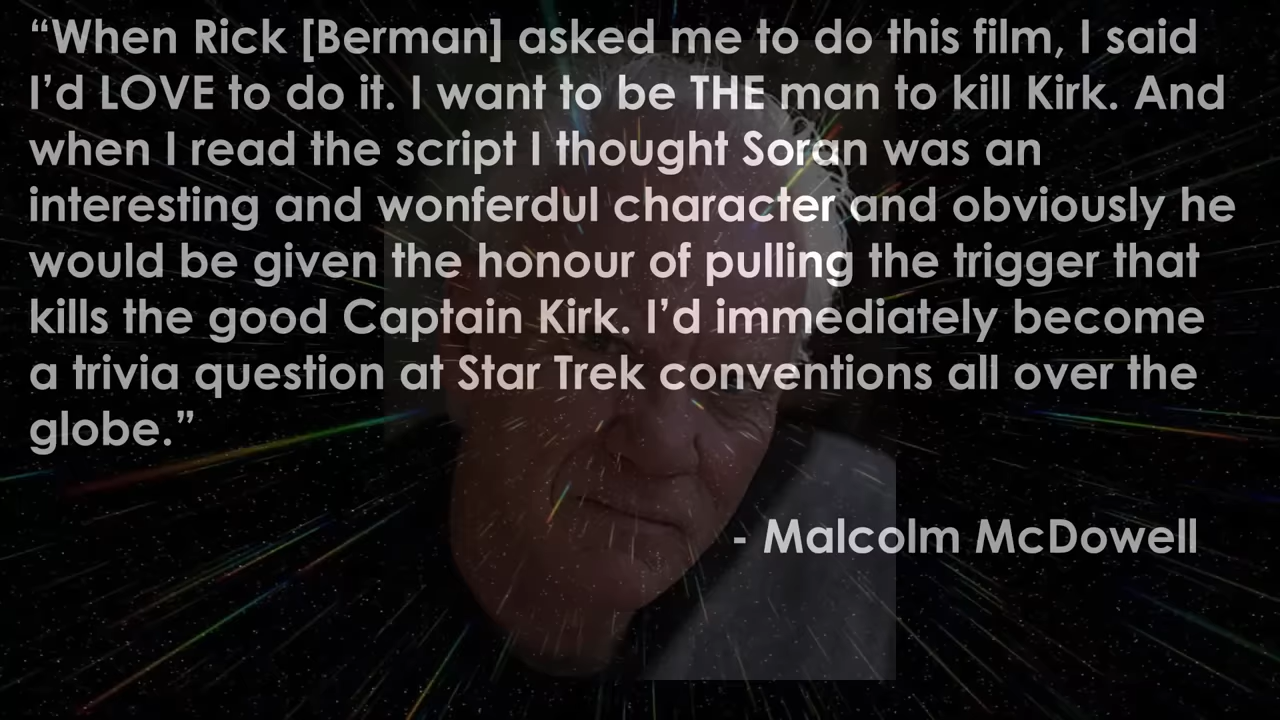 “When Rick [Berman] asked me to do this film, I said
I’d LOVE to do it. I want to be THE man to kill Kirk. And
when I read the script I thought Soran was an
interesting and wonferdul character and obviously he
would be given the honour of pulling the trigger that
kills the good Captain Kirk. I’d immediately become
a trivia question at Star Trek conventions all over the
globe.”
- Malcolm McDowell